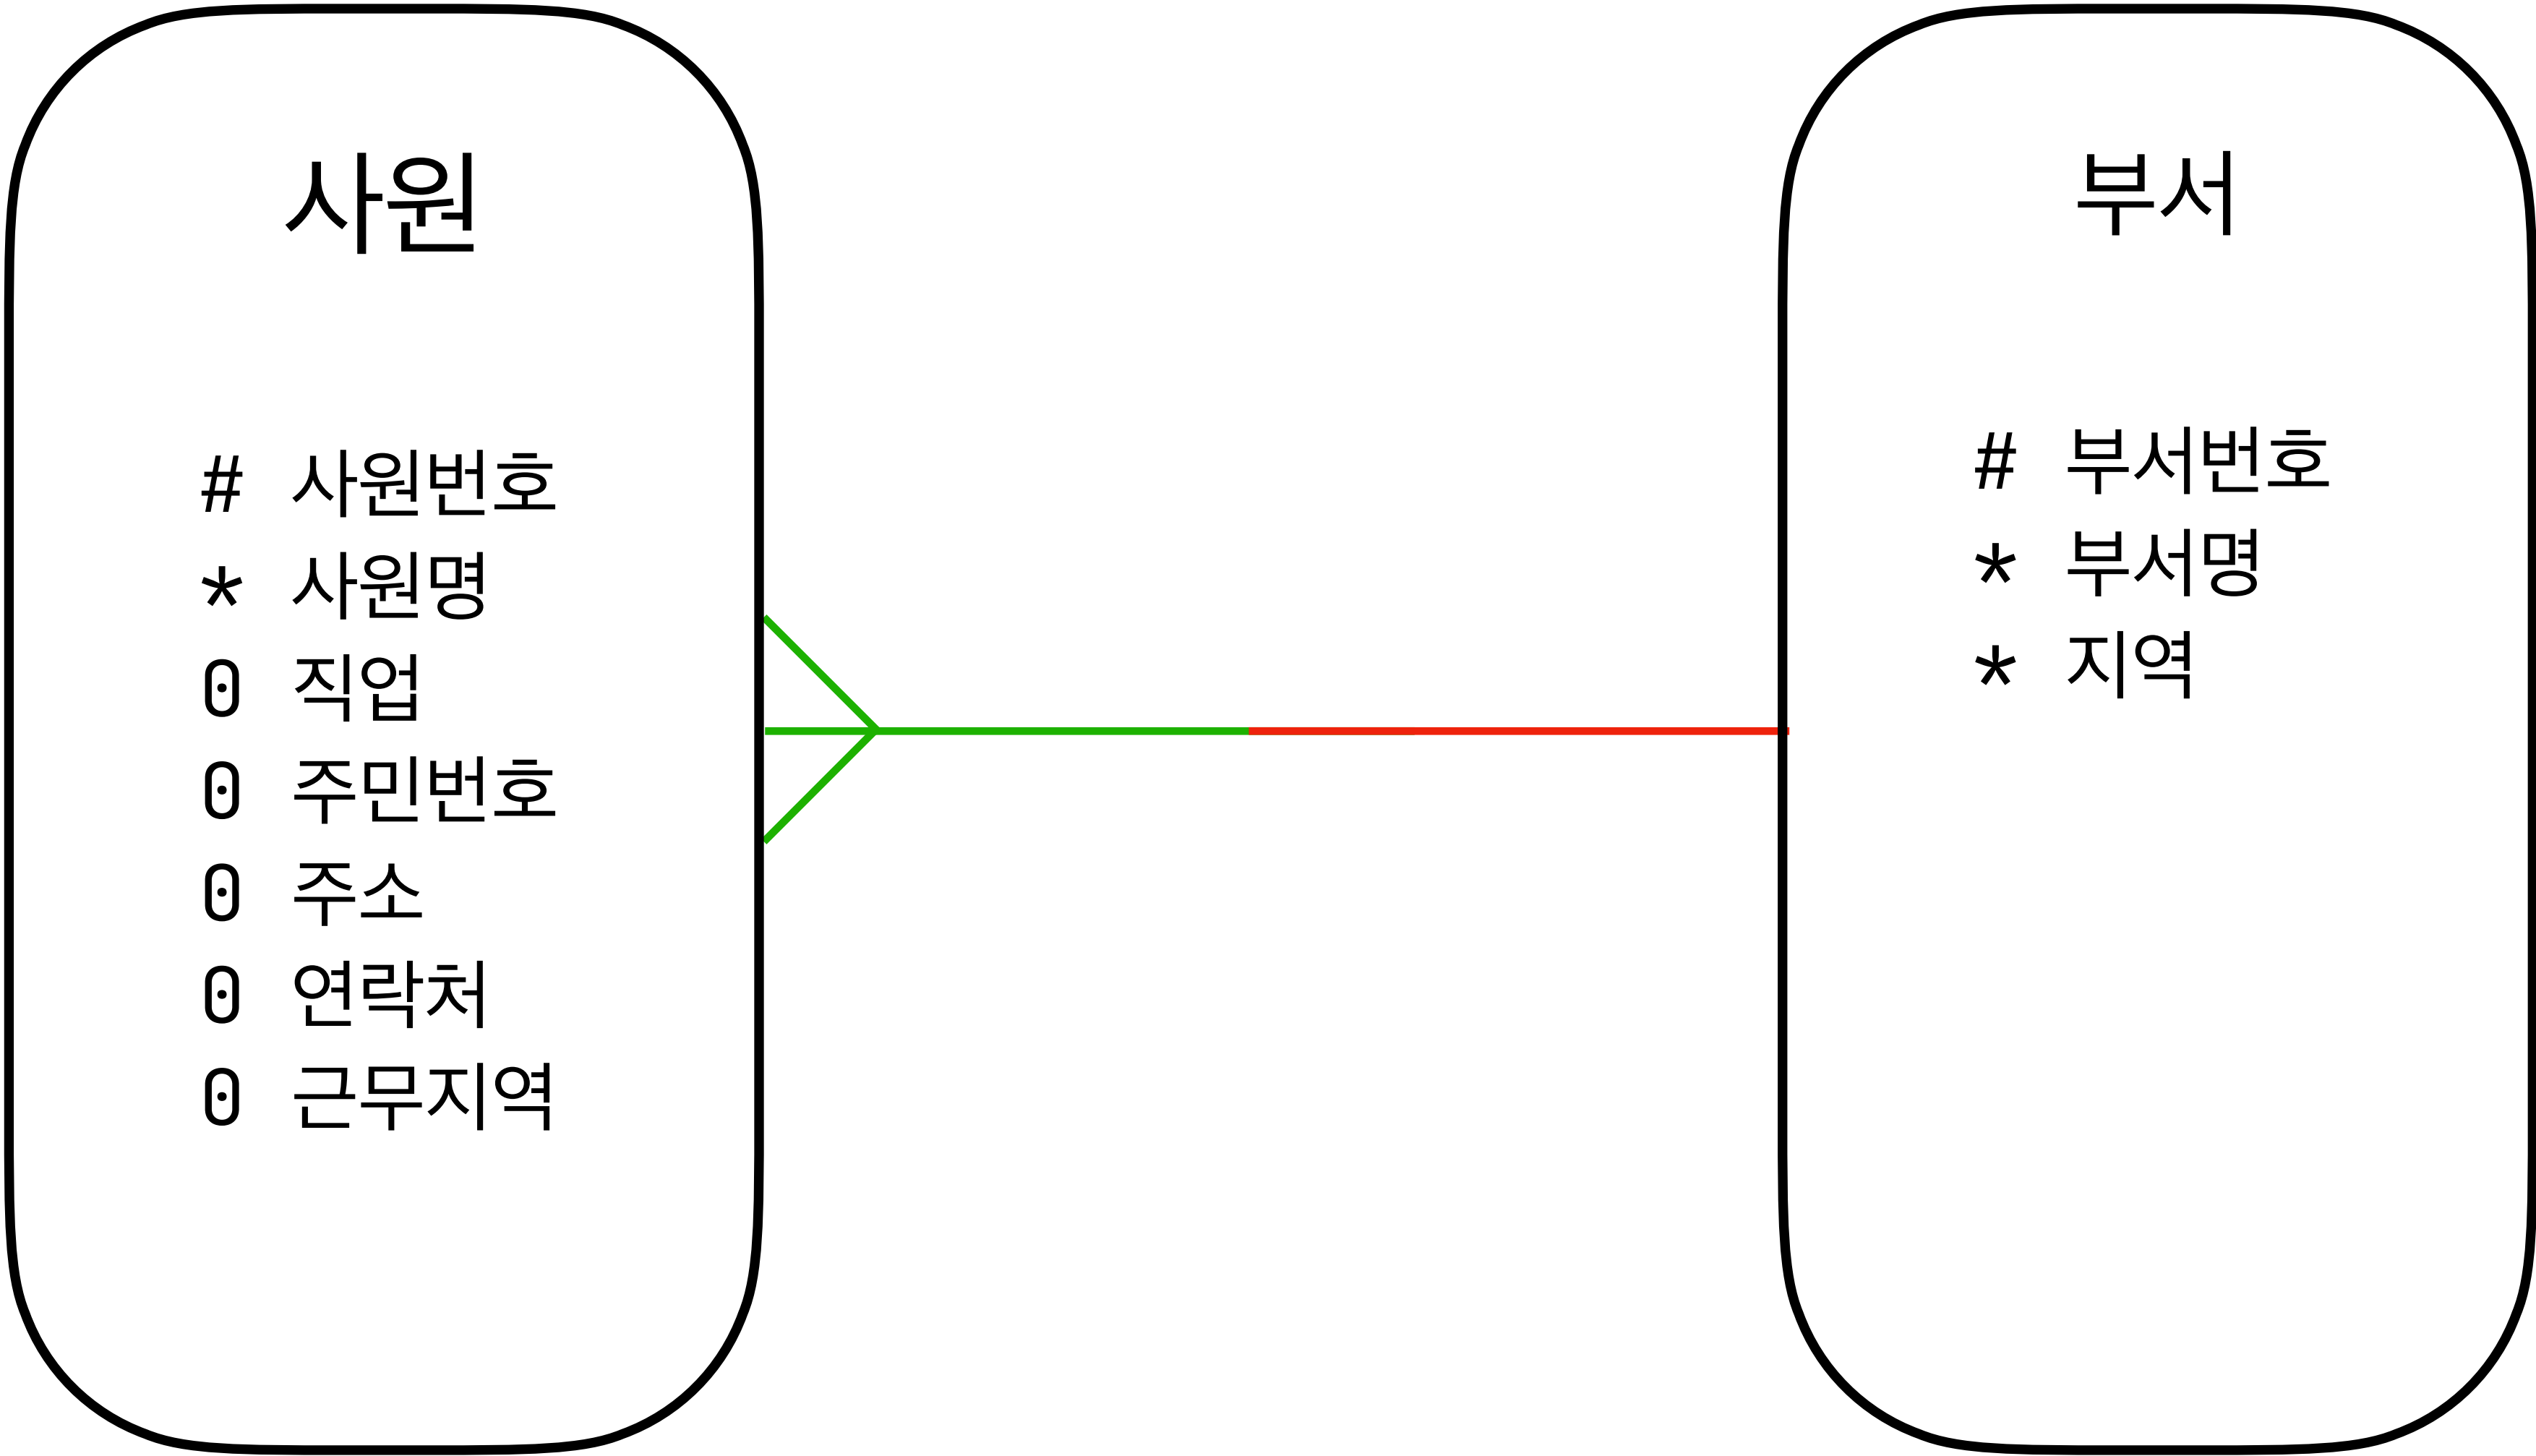 사원
# 사원번호
* 사원명
0 직업
0 주민번호
0 주소
0 연락처
0 근무지역
부서
# 부서번호
* 부서명
* 지역